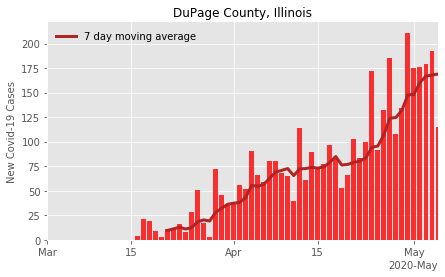 DuPage County, Illinois
7 day moving average
New Covid-19 Cases
200
175
150
125
100
75
50
25
0
Mar
15
Apr
15
May
2020-May